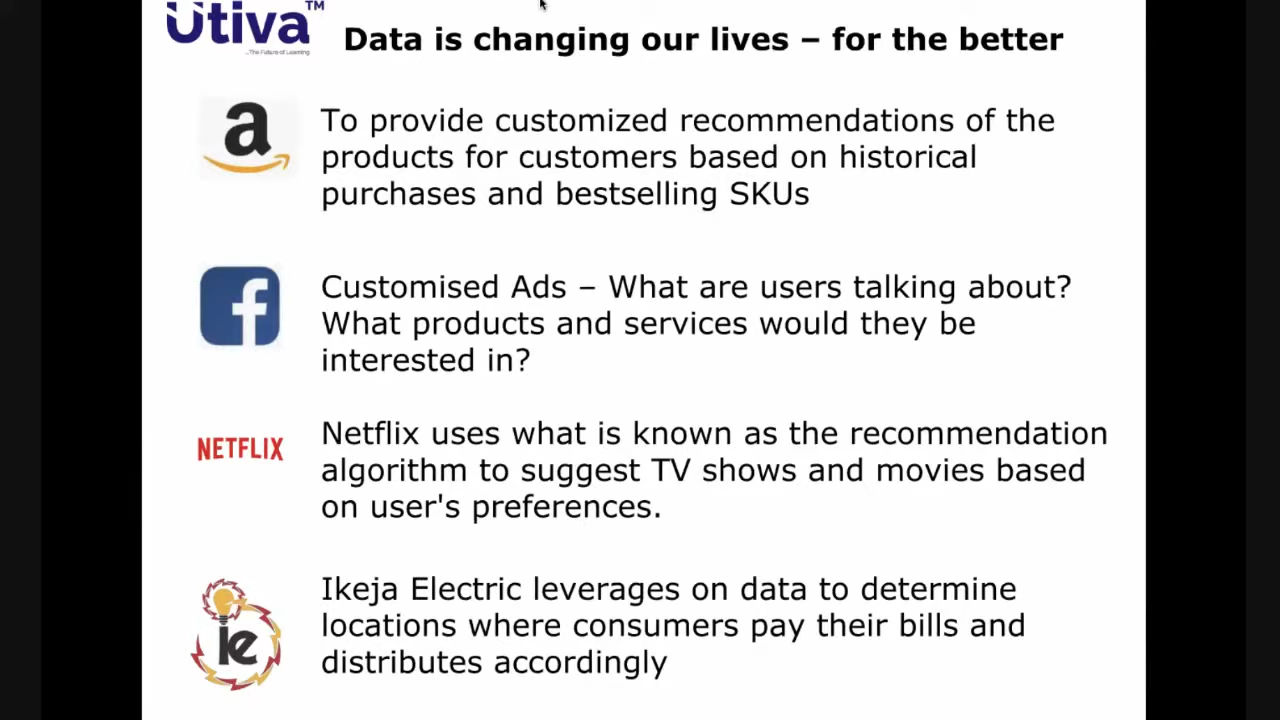 Utiva™
...The Future of Learning
Data is changing our lives – for the better
a
To provide customized recommendations of the
products for customers based on historical
purchases and bestselling SKUs
f
Customised Ads – What are users talking about?
What products and services would they be
interested in?
NETFLIX
Netflix uses what is known as the recommendation
algorithm to suggest TV shows and movies based
on user's preferences.
ie
Ikeja Electric leverages on data to determine
locations where consumers pay their bills and
distributes accordingly